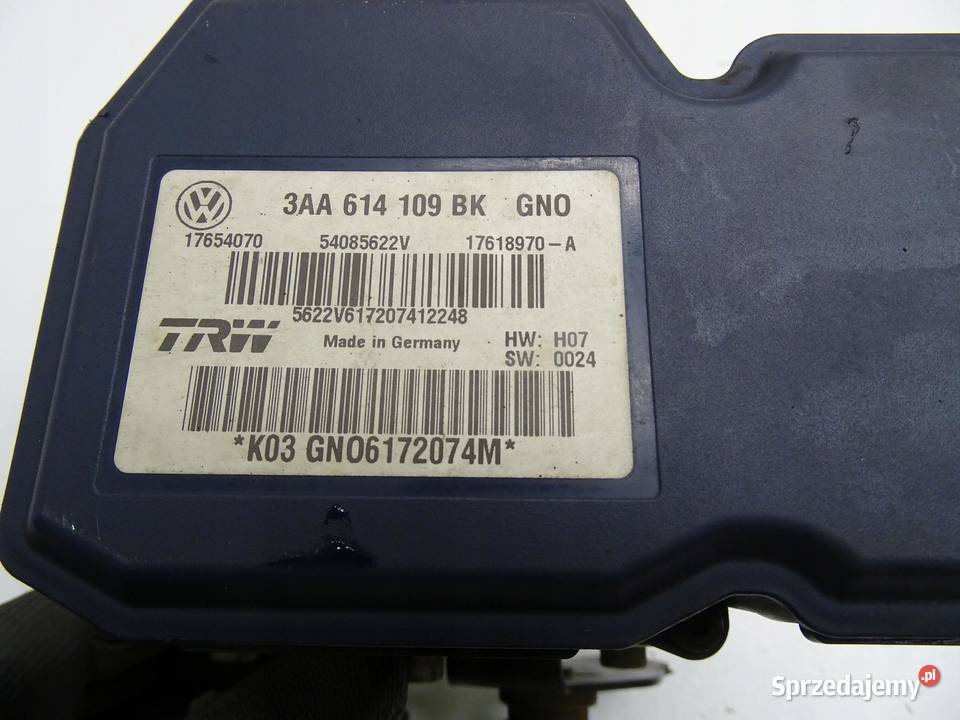 3AA 614 109 BK GNO
17654070 54085622V 17618970-A
5622V617207412248
TRW Made in Germany HW: H07
SW: 0024
*K03 GNO6172074M*
Sprzedajemy.pl